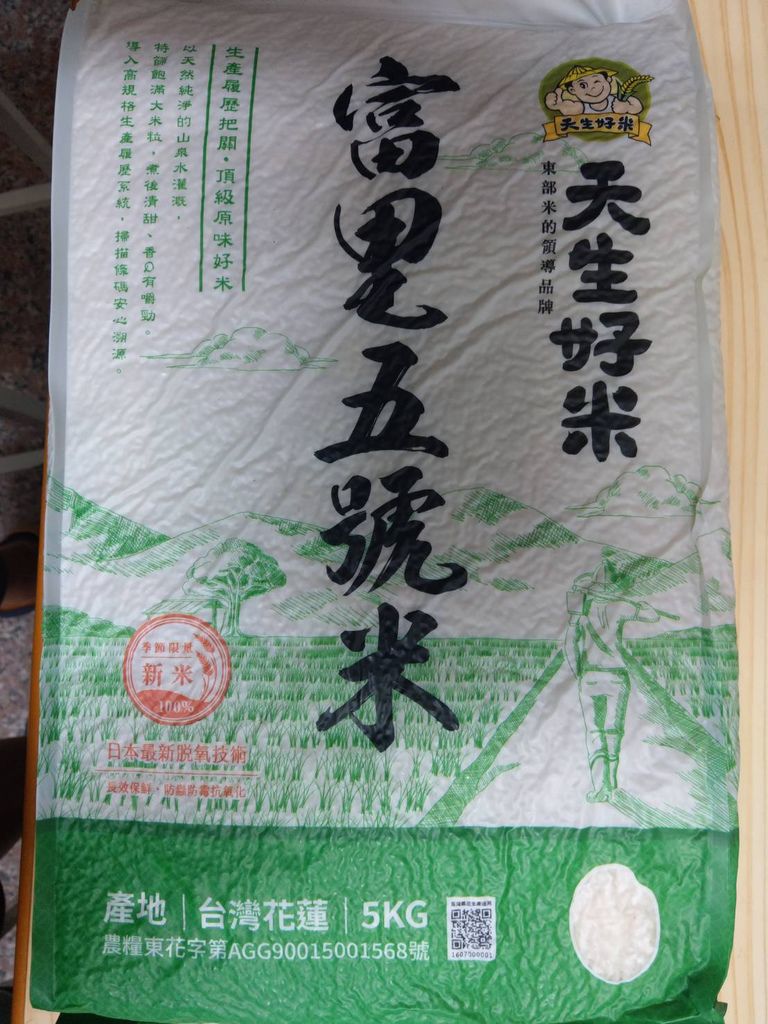 天生好米
天生好米
東部米的領導品牌
富里五號米
生產履歷把關・頂級原味好米
以天然純淨的山泉水灌溉，
特篩飽滿大米粒，煮後清甜、香Q有嚼勁。
導入高規格生產履歷系統，掃描條碼安心溯源。
季節限量
新米
100%
日本最新脫氧技術
長效保鮮・防蟲防霉抗氧化
產地｜台灣花蓮｜5KG
農糧東花字第AGG90015001568號
1607000001